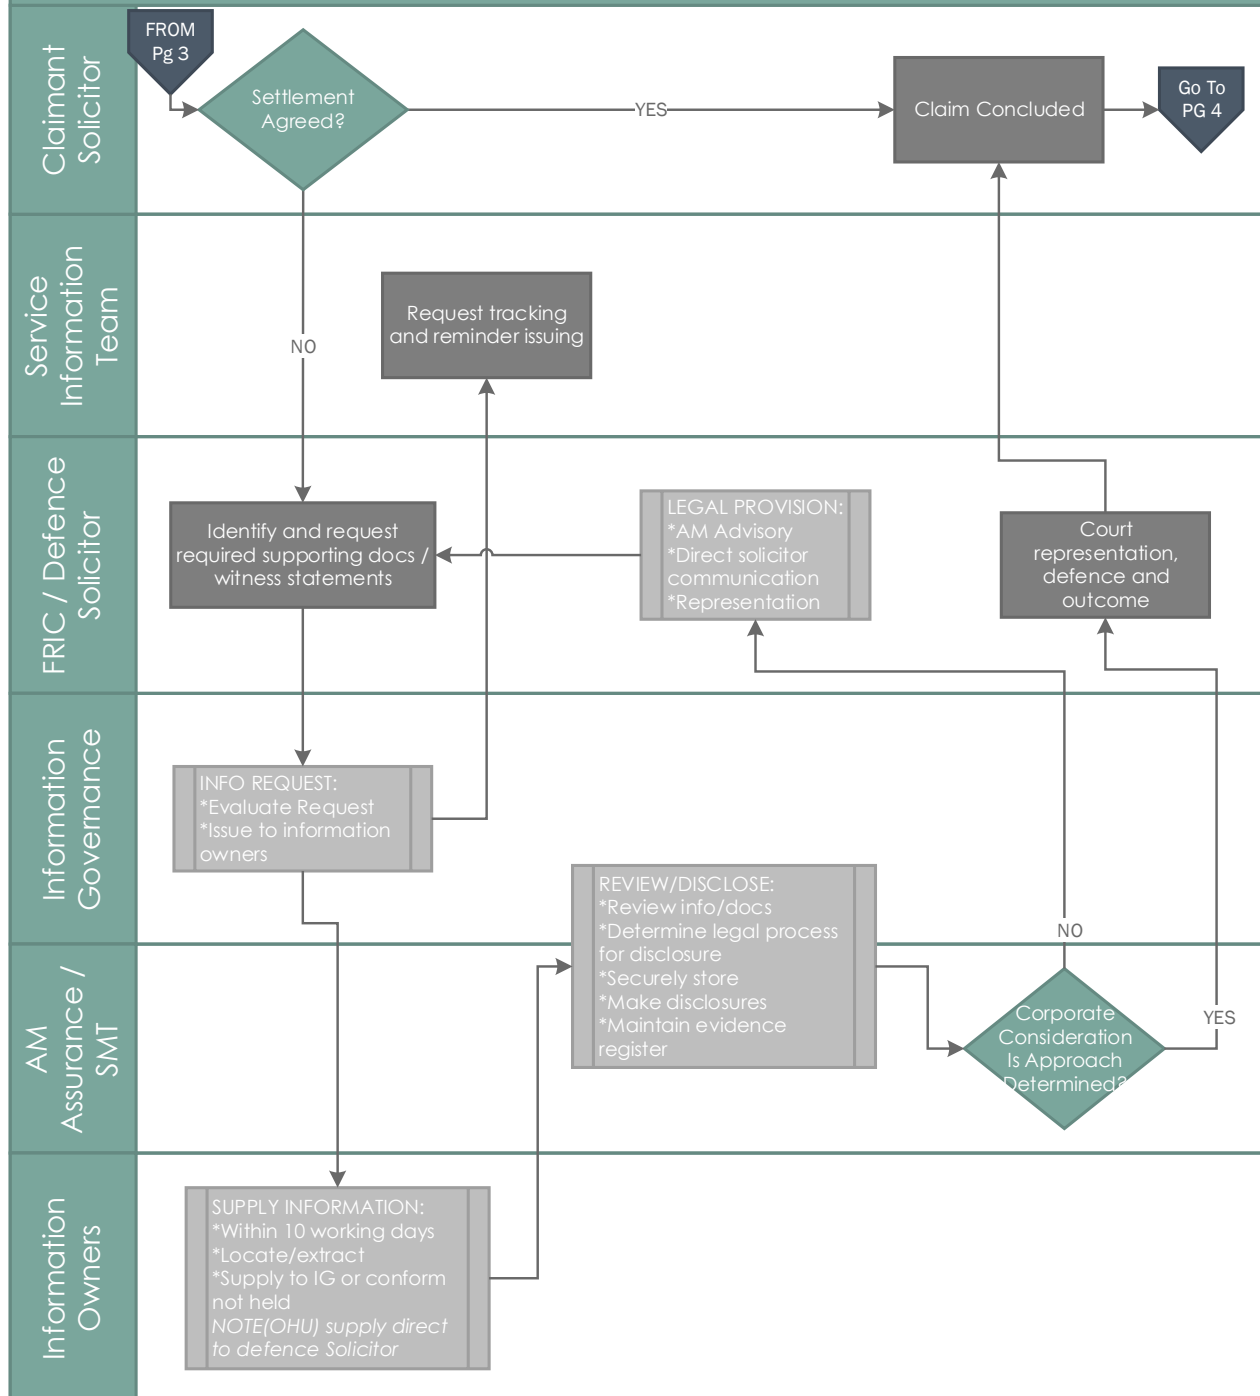 Claimant
Solicitor
FROM
Pg 3
Settlement
Agreed?
YES
Claim Concluded
Go To
PG 4
Service
Information
Team
NO
Request tracking
and reminder issuing
FRIC / Defence
Solicitor
Identify and request
required supporting docs /
witness statements
LEGAL PROVISION:
*AM Advisory
*Direct solicitor
communication
*Representation
Court
representation,
defence and
outcome
Information
Governance
INFO REQUEST:
*Evaluate Request
*Issue to information
owners
REVIEW/DISCLOSE:
*Review info/docs
*Determine legal process
for disclosure
*Securely store
*Make disclosures
*Maintain evidence
register
NO
AM
Assurance /
SMT
Corporate
Consideration
Is Approach
Determined?
YES
Information
Owners
SUPPLY INFORMATION:
*Within 10 working days
*Locate/extract
*Supply to IG or conform
not held
NOTE(OHU) supply direct
to defence Solicitor